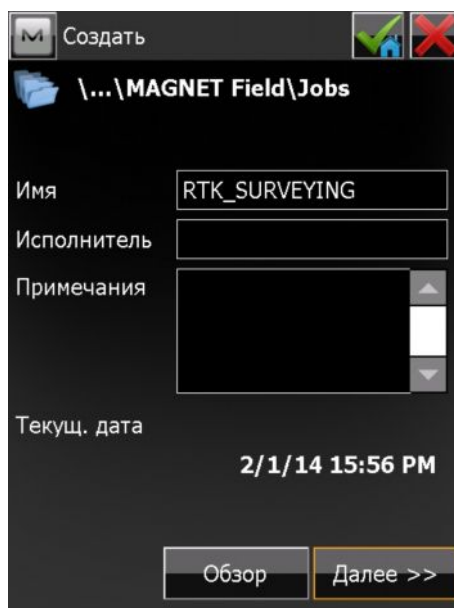 Создать
\...\MAGNET Field\Jobs
Имя RTK_SURVEYING
Исполнитель
Примечания
Текущ. дата
2/1/14 15:56 PM
Обзор Далее >>